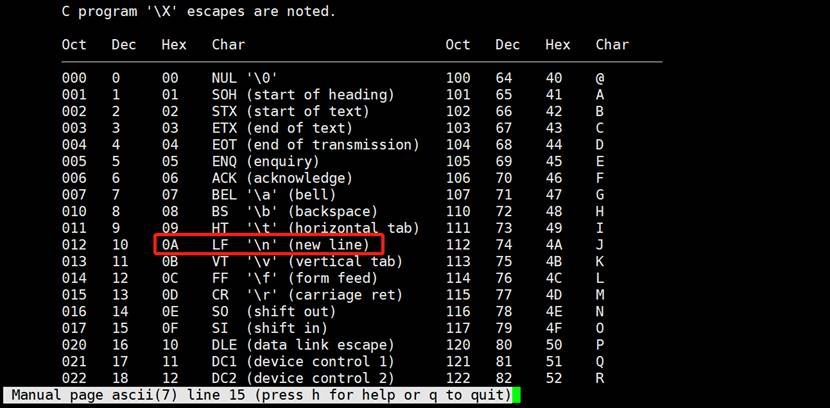 C program '\X' escapes are noted.
Oct Dec Hex Char Oct Dec Hex Char
000 0 00 NUL '\0' 100 64 40 @
001 1 01 SOH (start of heading) 101 65 41 A
002 2 02 STX (start of text) 102 66 42 B
003 3 03 ETX (end of text) 103 67 43 C
004 4 04 EOT (end of transmission) 104 68 44 D
005 5 05 ENQ (enquiry) 105 69 45 E
006 6 06 ACK (acknowledge) 106 70 46 F
007 7 07 BEL '\a' (bell) 107 71 47 G
010 8 08 BS '\b' (backspace) 110 72 48 H
011 9 09 HT '\t' (horizontal tab) 111 73 49 I
012 10 0A LF '\n' (new line) 112 74 4A J
013 11 0B VT '\v' (vertical tab) 113 75 4B K
014 12 0C FF '\f' (form feed) 114 76 4C L
015 13 0D CR '\r' (carriage ret) 115 77 4D M
016 14 0E SO (shift out) 116 78 4E N
017 15 0F SI (shift in) 117 79 4F O
020 16 10 DLE (data link escape) 120 80 50 P
021 17 11 DC1 (device control 1) 121 81 51 Q
022 18 12 DC2 (device control 2) 122 82 52 R
Manual page ascii(7) line 15 (press h for help or q to quit)